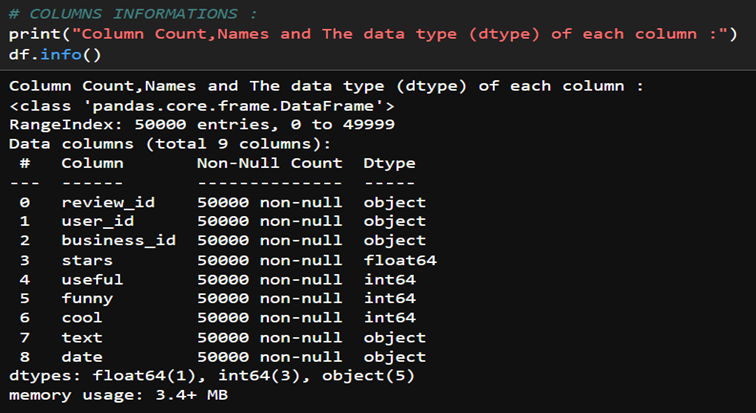 # COLUMNS INFORMATIONS :
print("Column Count,Names and The data type (dtype) of each column :")
df.info()
Column Count,Names and The data type (dtype) of each column :
<class 'pandas.core.frame.DataFrame'>
RangeIndex: 50000 entries, 0 to 49999
Data columns (total 9 columns):
 #   Column       Non-Null Count  Dtype
---  ------       --------------  -----
 0   review_id    50000 non-null  object
 1   user_id      50000 non-null  object
 2   business_id  50000 non-null  object
 3   stars        50000 non-null  float64
 4   useful       50000 non-null  int64
 5   funny        50000 non-null  int64
 6   cool         50000 non-null  int64
 7   text         50000 non-null  object
 8   date         50000 non-null  object
dtypes: float64(1), int64(3), object(5)
memory usage: 3.4+ MB